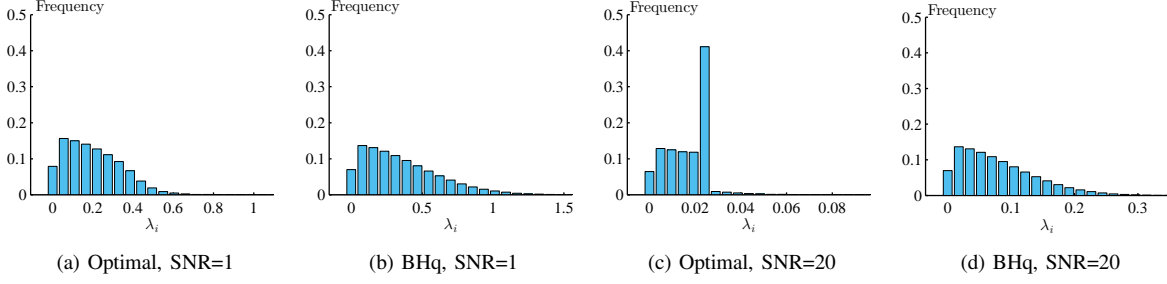 Frequency
0.5
0.4
0.3
0.2
0.1
0
0 0.2 0.4 0.6 0.8 1
λi
(a) Optimal, SNR=1
Frequency
0.5
0.4
0.3
0.2
0.1
0
0 0.5 1 1.5
λi
(b) BHq, SNR=1
Frequency
0.5
0.4
0.3
0.2
0.1
0
0 0.02 0.04 0.06 0.08
λi
(c) Optimal, SNR=20
Frequency
0.5
0.4
0.3
0.2
0.1
0
0 0.1 0.2 0.3
λi
(d) BHq, SNR=20